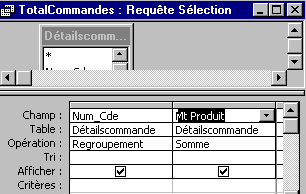 TotalCommandes : Requête Sélection
Détailscomm...
*
Champ : Num_Cde Mt Produit
Table : Détailscommande Détailscommande
Opération : Regroupement Somme
Tri :
Afficher :
Critères :